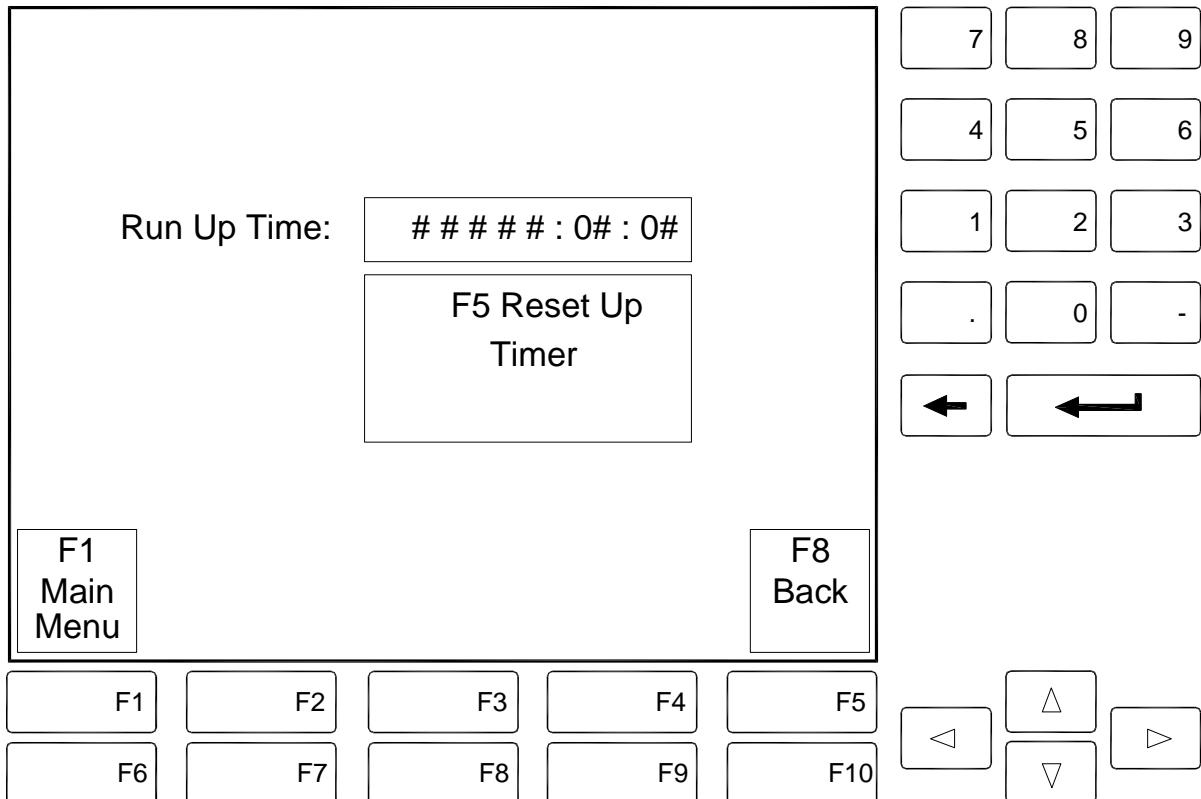 Run Up Time: # # # # # : 0# : 0#
F5 Reset Up
Timer
F1
Main
Menu
F8
Back
7 8 9
4 5 6
1 2 3
. 0 -
F1 F2 F3 F4 F5
F6 F7 F8 F9 F10